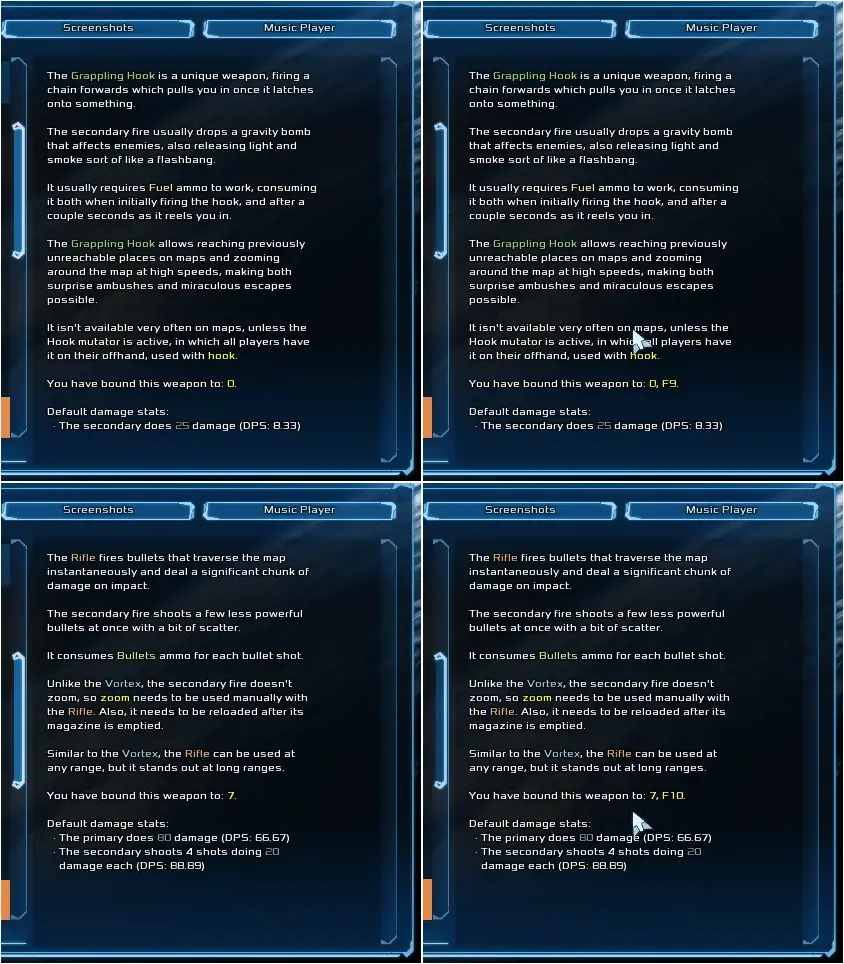 Screenshots
Music Player
The Grappling Hook is a unique weapon, firing a
chain forwards which pulls you in once it latches
onto something.
The secondary fire usually drops a gravity bomb
that affects enemies, also releasing light and
smoke sort of like a flashbang.
It usually requires Fuel ammo to work, consuming
it both when initially firing the hook, and after a
couple seconds as it reels you in.
The Grappling Hook allows reaching previously
unreachable places on maps and zooming
around the map at high speeds, making both
surprise ambushes and miraculous escapes
possible.
It isn't available very often on maps, unless the
Hook mutator is active, in which all players have
it on their offhand, used with hook.
You have bound this weapon to: 0.
Default damage stats:
· The secondary does 25 damage (DPS: 8.33)
Screenshots
Music Player
The Grappling Hook is a unique weapon, firing a
chain forwards which pulls you in once it latches
onto something.
The secondary fire usually drops a gravity bomb
that affects enemies, also releasing light and
smoke sort of like a flashbang.
It usually requires Fuel ammo to work, consuming
it both when initially firing the hook, and after a
couple seconds as it reels you in.
The Grappling Hook allows reaching previously
unreachable places on maps and zooming
around the map at high speeds, making both
surprise ambushes and miraculous escapes
possible.
It isn't available very often on maps, unless the
Hook mutator is active, in which all players have
it on their offhand, used with hook.
You have bound this weapon to: 0, F9.
Default damage stats:
· The secondary does 25 damage (DPS: 8.33)
Screenshots
Music Player
The Rifle fires bullets that traverse the map
instantaneously and deal a significant chunk of
damage on impact.
The secondary fire shoots a few less powerful
bullets at once with a bit of scatter.
It consumes Bullets ammo for each bullet shot.
Unlike the Vortex, the secondary fire doesn't
zoom, so zoom needs to be used manually with
the Rifle. Also, it needs to be reloaded after its
magazine is emptied.
Similar to the Vortex, the Rifle can be used at
any range, but it stands out at long ranges.
You have bound this weapon to: 7.
Default damage stats:
· The primary does 80 damage (DPS: 66.67)
· The secondary shoots 4 shots doing 20
damage each (DPS: 88.89)
Screenshots
Music Player
The Rifle fires bullets that traverse the map
instantaneously and deal a significant chunk of
damage on impact.
The secondary fire shoots a few less powerful
bullets at once with a bit of scatter.
It consumes Bullets ammo for each bullet shot.
Unlike the Vortex, the secondary fire doesn't
zoom, so zoom needs to be used manually with
the Rifle. Also, it needs to be reloaded after its
magazine is emptied.
Similar to the Vortex, the Rifle can be used at
any range, but it stands out at long ranges.
You have bound this weapon to: 7, F10.
Default damage stats:
· The primary does 80 damage (DPS: 66.67)
· The secondary shoots 4 shots doing 20
damage each (DPS: 88.89)